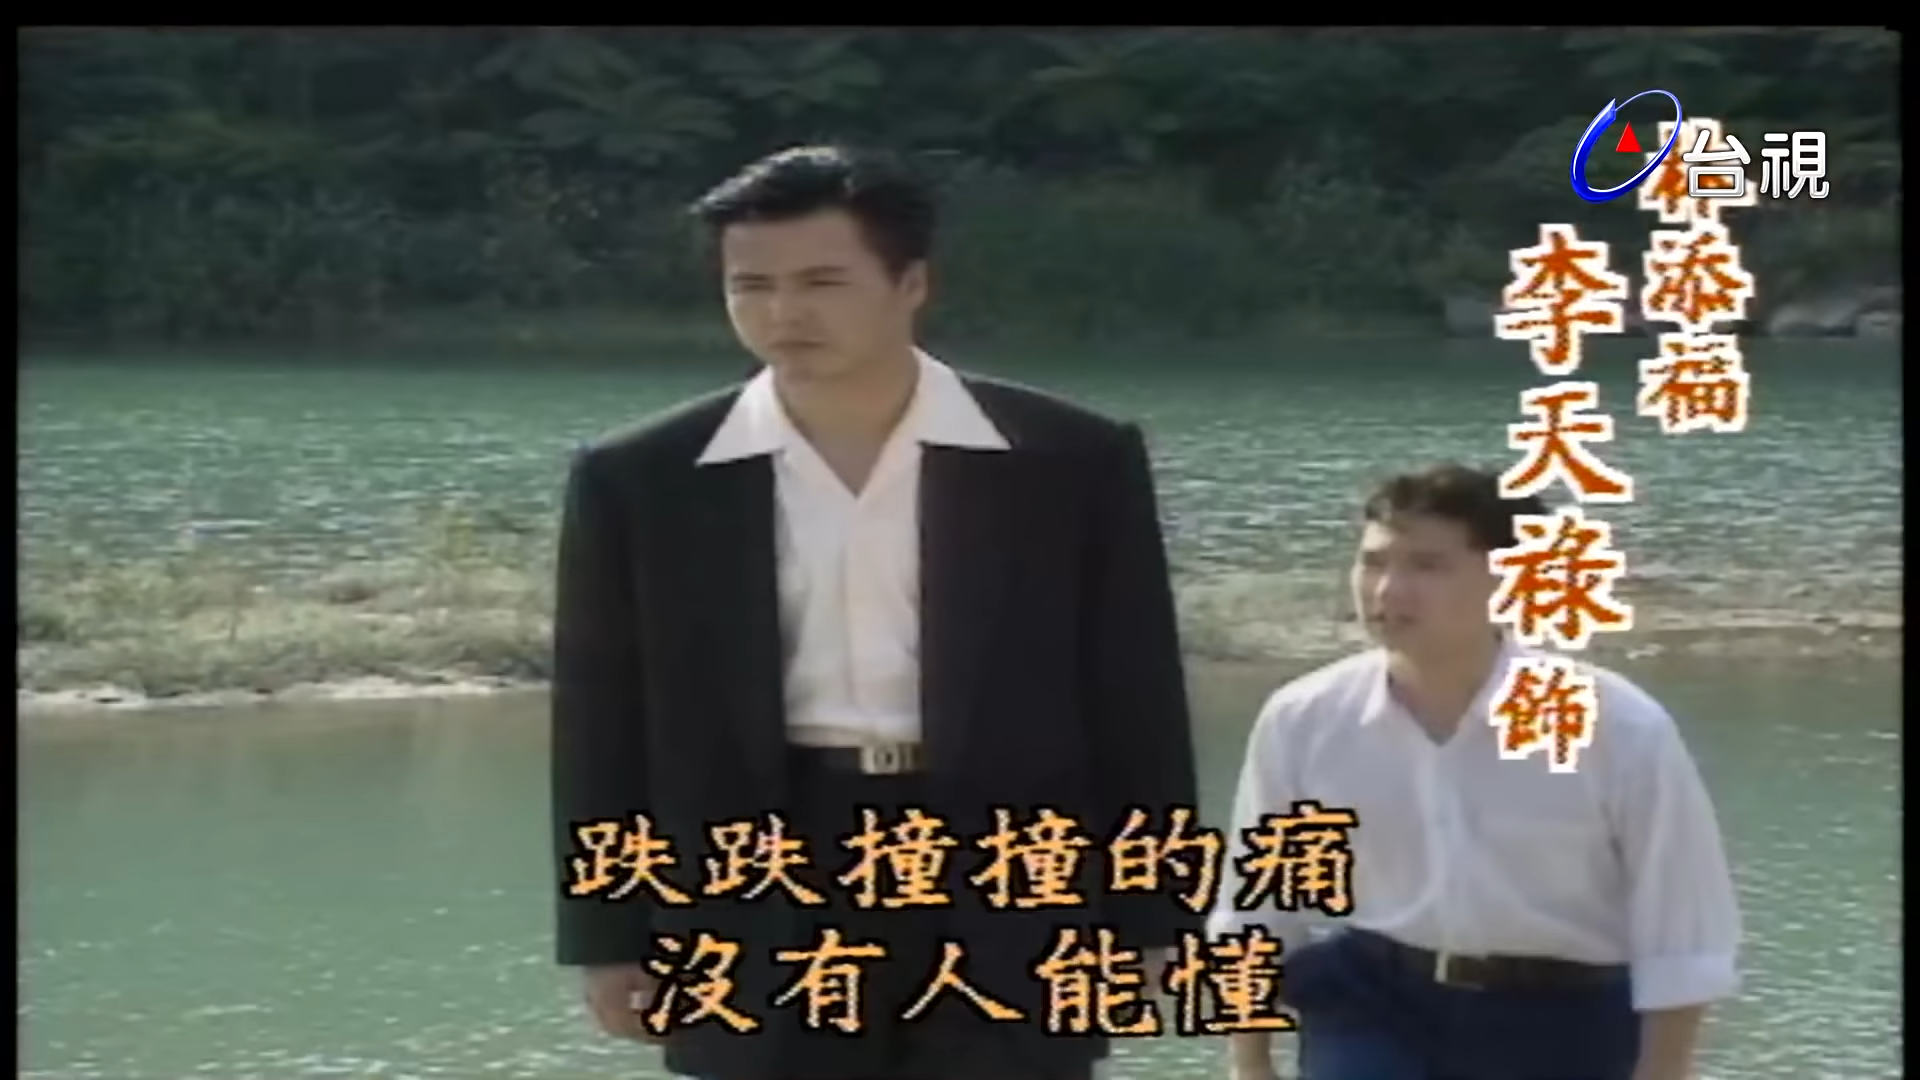 台視
添福
李天祿飾
跌跌撞撞的痛
沒有人能懂